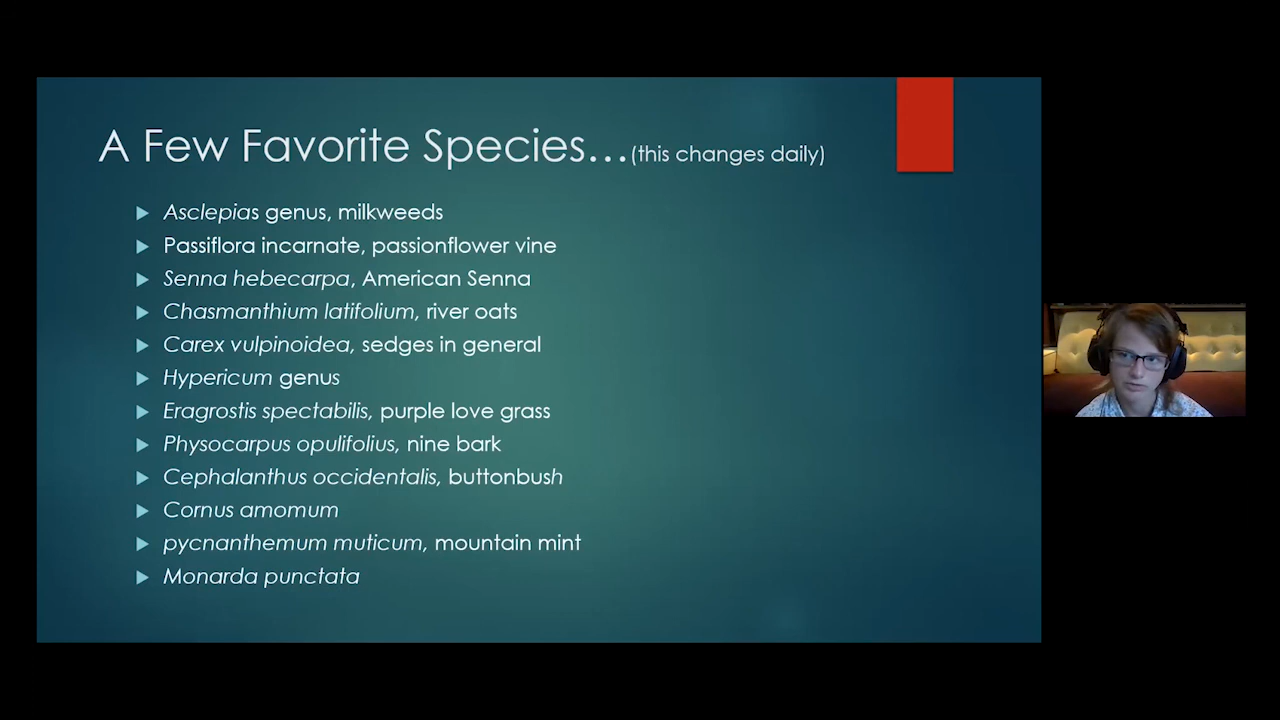 A Few Favorite Species...(this changes daily)
Asclepias genus, milkweeds
Passiflora incarnate, passionflower vine
Senna hebecarpa, American Senna
Chasmanthium latifolium, river oats
Carex vulpinoidea, sedges in general
Hypericum genus
Eragrostis spectabilis, purple love grass
Physocarpus opulifolius, nine bark
Cephalanthus occidentalis, buttonbush
Cornus amomum
pycnanthemum muticum, mountain mint
Monarda punctata